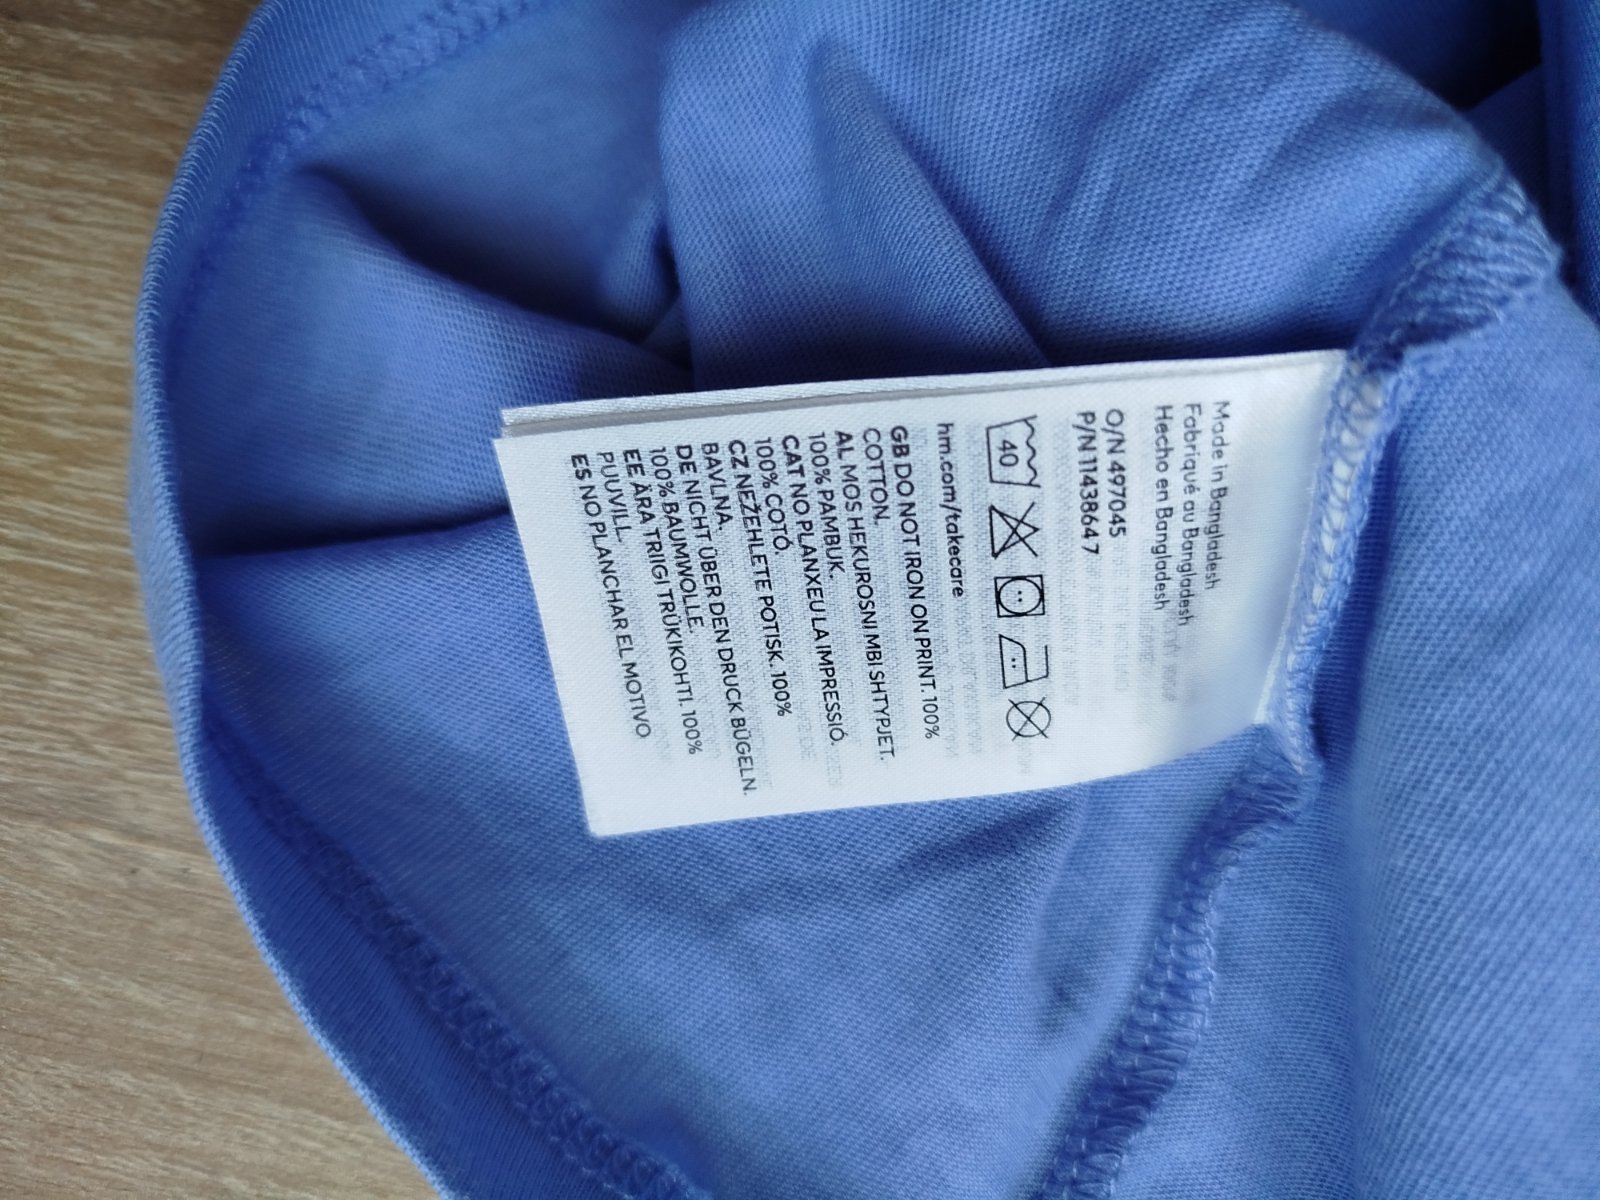 Made in Bangladesh
Fabriqué au Bangladesh
Hecho en Bangladesh
O/N 497045
P/N 11438647
40
hm.com/takecare
GB DO NOT IRON ON PRINT. 100%
COTTON.
AL MOS HEKUROSNI MBI SHTYPJET.
100% PAMBUK.
CAT NO PLANXEU LA IMPRESSIÓ.
100% COTÓ.
CZ NEŽEHLETE POTISK. 100%
BAVLNA.
DE NICHT ÜBER DEN DRUCK BÜGELN.
100% BAUMWOLLE.
EE ÄRA TRIIGI TRÜKIKOHTI. 100%
PUUVILL.
ES NO PLANCHAR EL MOTIVO